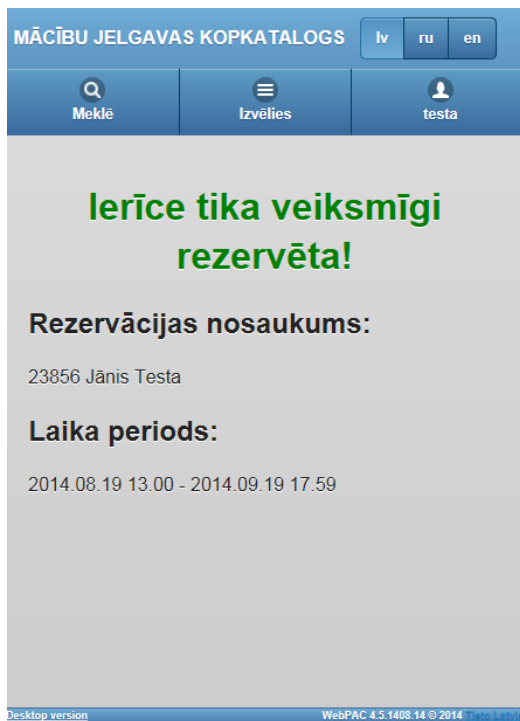 MĀCĪBU JELGAVAS KOPKATALOGS lv ru en
Meklē Izvēlies testa
Ierīce tika veiksmīgi
rezervēta!
Rezervācijas nosaukums:
23856 Jānis Testa
Laika periods:
2014.08.19 13.00 - 2014.09.19 17.59
Desktop version WebPAC 4.5.1408.14 © 2014 Tieto